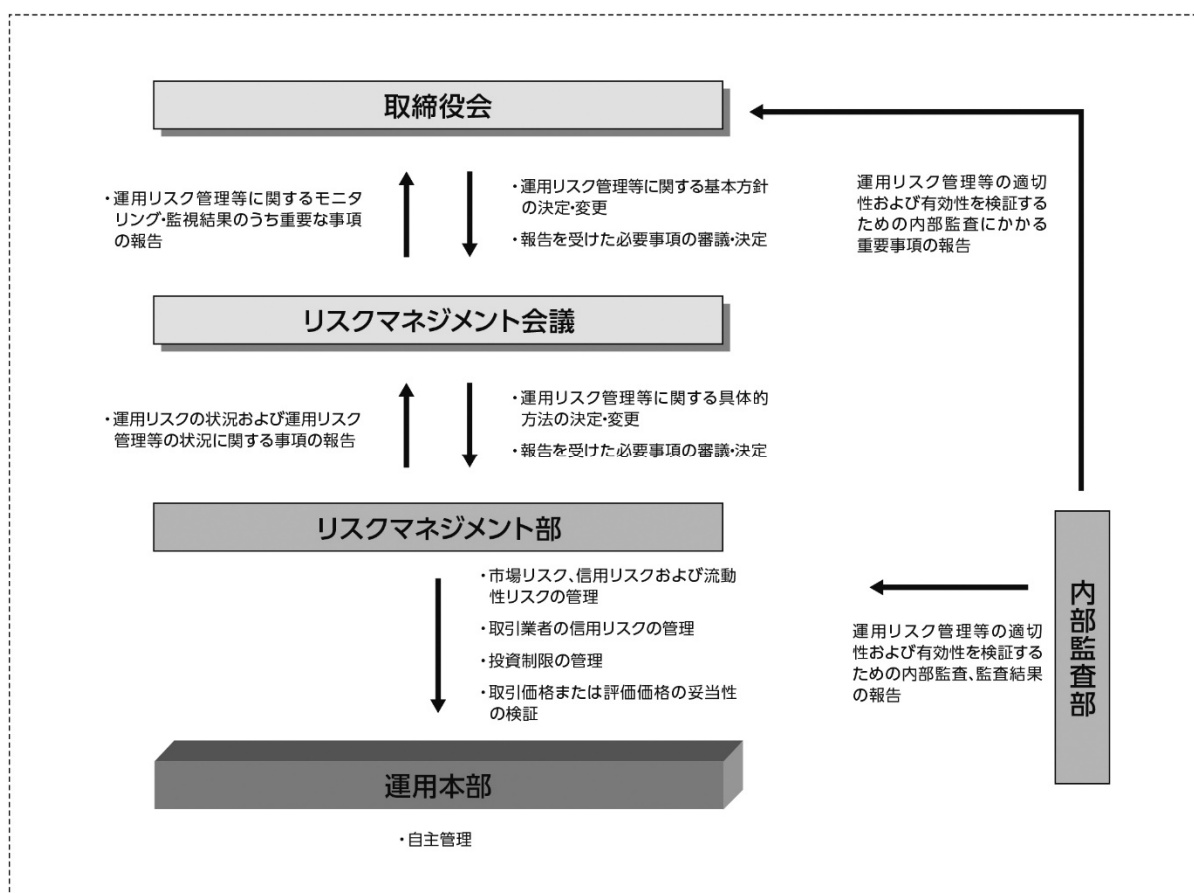 取締役会
・運用リスク管理等に関するモニ
タリング・監視結果のうち重要な事項
の報告
・運用リスク管理等に関する基本方針
の決定・変更
・報告を受けた必要事項の審議・決定
運用リスク管理等の適切
性および有効性を検証する
ための内部監査にかかる
重要事項の報告
リスクマネジメント会議
・運用リスクの状況および運用リスク
管理等の状況に関する事項の報告
・運用リスク管理等に関する具体的
方法の決定・変更
・報告を受けた必要事項の審議・決定
リスクマネジメント部
・市場リスク、信用リスクおよび流動
性リスクの管理
・取引業者の信用リスクの管理
・投資制限の管理
・取引価格または評価価格の妥当性
の検証
運用リスク管理等の適切
性および有効性を検証する
ための内部監査、監査結果
の報告
内部監査部
運用本部
・自主管理